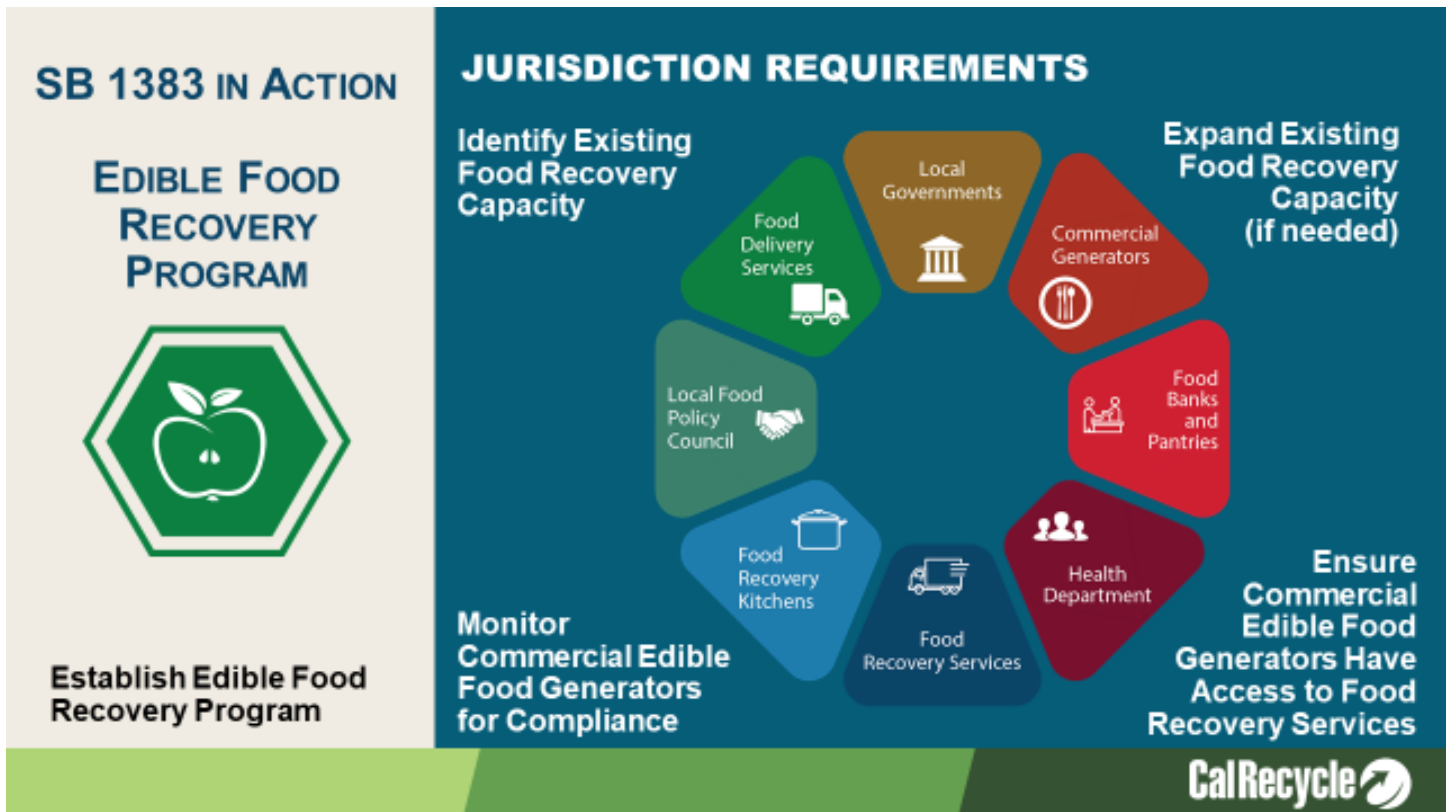 SB 1383 IN ACTION
EDIBLE FOOD
RECOVERY
PROGRAM
Establish Edible Food
Recovery Program
JURISDICTION REQUIREMENTS
Identify Existing
Food Recovery
Capacity
Expand Existing
Food Recovery
Capacity
(if needed)
Local
Governments
Commercial
Generators
Food
Banks
and
Pantries
Health
Department
Food
Recovery Services
Food
Recovery
Kitchens
Local Food
Policy
Council
Food
Delivery
Services
Monitor
Commercial Edible
Food Generators
for Compliance
Ensure
Commercial
Edible Food
Generators Have
Access to Food
Recovery Services
CalRecycle